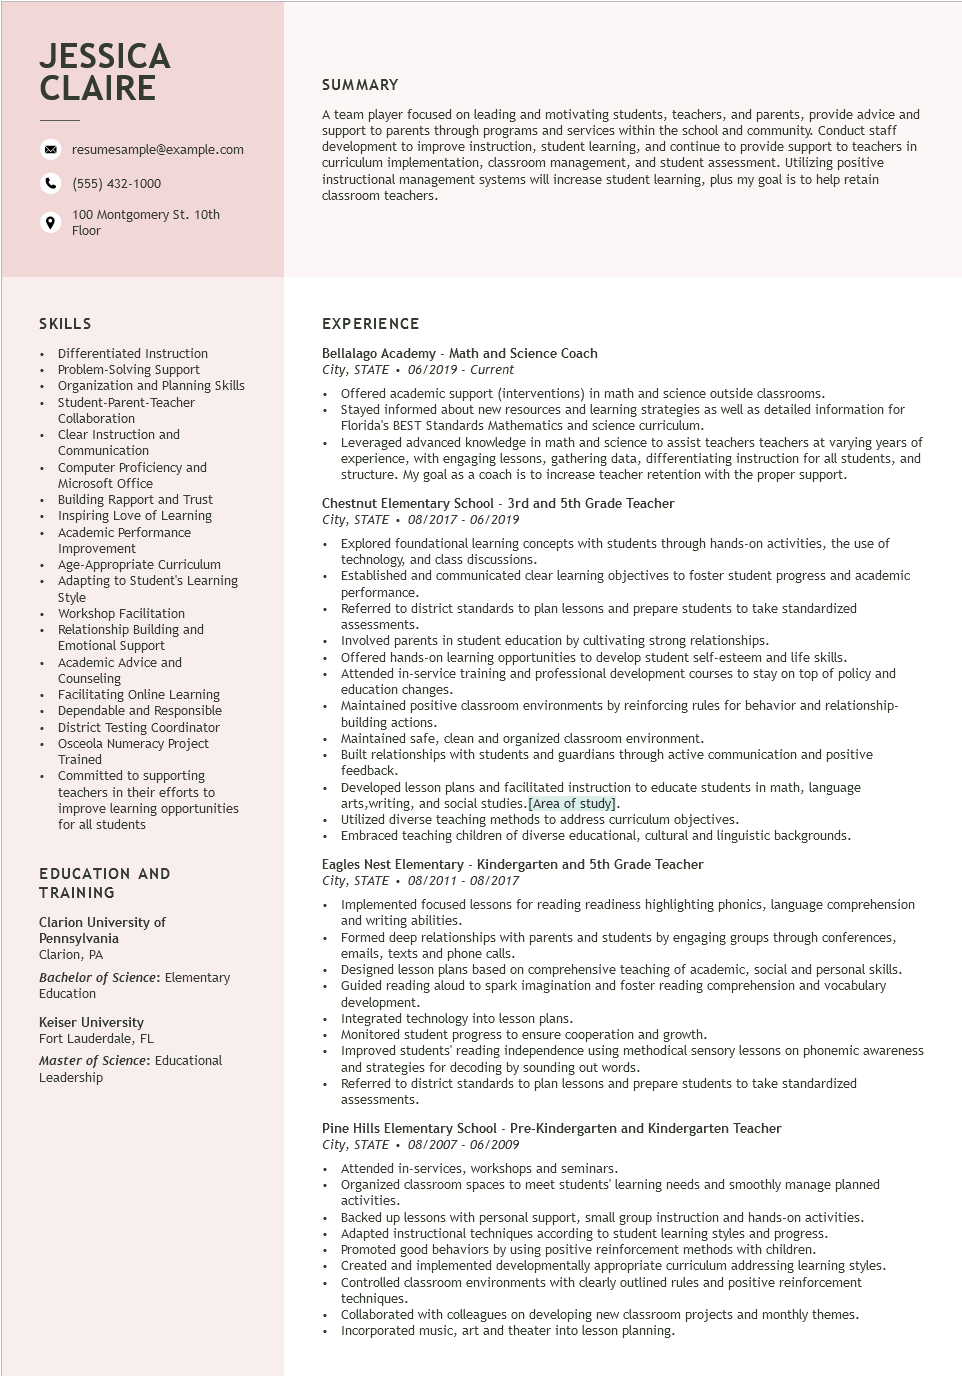 JESSICA
CLAIRE
resumesample@example.com
(555) 432-1000
100 Montgomery St. 10th
Floor
SUMMARY
A team player focused on leading and motivating students, teachers, and parents, provide advice and
support to parents through programs and services within the school and community. Conduct staff
development to improve instruction, student learning, and continue to provide support to teachers in
curriculum implementation, classroom management, and student assessment. Utilizing positive
instructional management systems will increase student learning, plus my goal is to help retain
classroom teachers.
SKILLS
• Differentiated Instruction
• Problem-Solving Support
• Organization and Planning Skills
• Student-Parent-Teacher
Collaboration
• Clear Instruction and
Communication
• Computer Proficiency and
Microsoft Office
• Building Rapport and Trust
• Inspiring Love of Learning
• Academic Performance
Improvement
• Age-Appropriate Curriculum
• Adapting to Student's Learning
Style
• Workshop Facilitation
• Relationship Building and
Emotional Support
• Academic Advice and
Counseling
• Facilitating Online Learning
• Dependable and Responsible
• District Testing Coordinator
• Osceola Numeracy Project
Trained
• Committed to supporting
teachers in their efforts to
improve learning opportunities
for all students
EDUCATION AND
TRAINING
Clarion University of
Pennsylvania
Clarion, PA
Bachelor of Science: Elementary
Education
Keiser University
Fort Lauderdale, FL
Master of Science: Educational
Leadership
EXPERIENCE
Bellalago Academy - Math and Science Coach
City, STATE • 06/2019 - Current
• Offered academic support (interventions) in math and science outside classrooms.
• Stayed informed about new resources and learning strategies as well as detailed information for
Florida's BEST Standards Mathematics and science curriculum.
• Leveraged advanced knowledge in math and science to assist teachers teachers at varying years of
experience, with engaging lessons, gathering data, differentiating instruction for all students, and
structure. My goal as a coach is to increase teacher retention with the proper support.
Chestnut Elementary School - 3rd and 5th Grade Teacher
City, STATE • 08/2017 - 06/2019
• Explored foundational learning concepts with students through hands-on activities, the use of
technology, and class discussions.
• Established and communicated clear learning objectives to foster student progress and academic
performance.
• Referred to district standards to plan lessons and prepare students to take standardized
assessments.
• Involved parents in student education by cultivating strong relationships.
• Offered hands-on learning opportunities to develop student self-esteem and life skills.
• Attended in-service training and professional development courses to stay on top of policy and
education changes.
• Maintained positive classroom environments by reinforcing rules for behavior and relationship-
building actions.
• Maintained safe, clean and organized classroom environment.
• Built relationships with students and guardians through active communication and positive
feedback.
• Developed lesson plans and facilitated instruction to educate students in math, language
arts,writing, and social studies.[Area of study].
• Utilized diverse teaching methods to address curriculum objectives.
• Embraced teaching children of diverse educational, cultural and linguistic backgrounds.
Eagles Nest Elementary - Kindergarten and 5th Grade Teacher
City, STATE • 08/2011 - 08/2017
• Implemented focused lessons for reading readiness highlighting phonics, language comprehension
and writing abilities.
• Formed deep relationships with parents and students by engaging groups through conferences,
emails, texts and phone calls.
• Designed lesson plans based on comprehensive teaching of academic, social and personal skills.
• Guided reading aloud to spark imagination and foster reading comprehension and vocabulary
development.
• Integrated technology into lesson plans.
• Monitored student progress to ensure cooperation and growth.
• Improved students' reading independence using methodical sensory lessons on phonemic awareness
and strategies for decoding by sounding out words.
• Referred to district standards to plan lessons and prepare students to take standardized
assessments.
Pine Hills Elementary School - Pre-Kindergarten and Kindergarten Teacher
City, STATE • 08/2007 - 06/2009
• Attended in-services, workshops and seminars.
• Organized classroom spaces to meet students' learning needs and smoothly manage planned
activities.
• Backed up lessons with personal support, small group instruction and hands-on activities.
• Adapted instructional techniques according to student learning styles and progress.
• Promoted good behaviors by using positive reinforcement methods with children.
• Created and implemented developmentally appropriate curriculum addressing learning styles.
• Controlled classroom environments with clearly outlined rules and positive reinforcement
techniques.
• Collaborated with colleagues on developing new classroom projects and monthly themes.
• Incorporated music, art and theater into lesson planning.